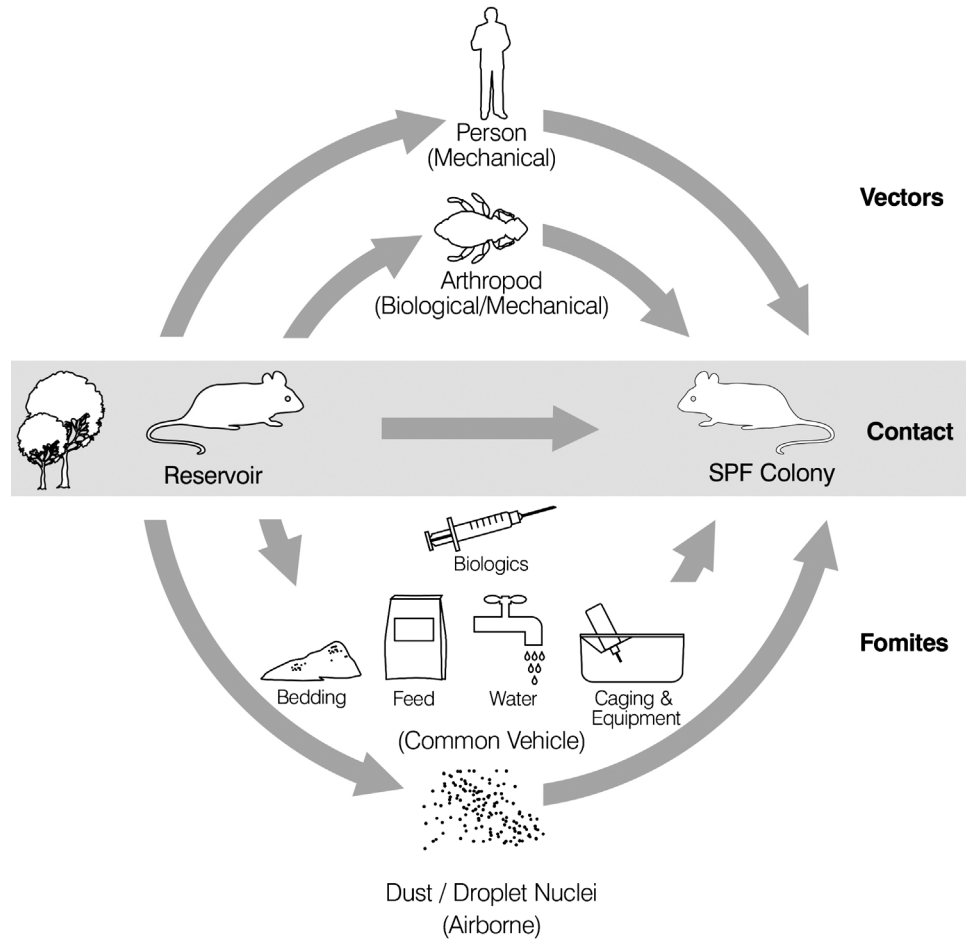 Person
(Mechanical)
Vectors
Arthropod
(Biological/Mechanical)
Contact
Reservoir
SPF Colony
Biologics
Fomites
Bedding
Feed
Water
Caging &
Equipment
(Common Vehicle)
Dust / Droplet Nuclei
(Airborne)